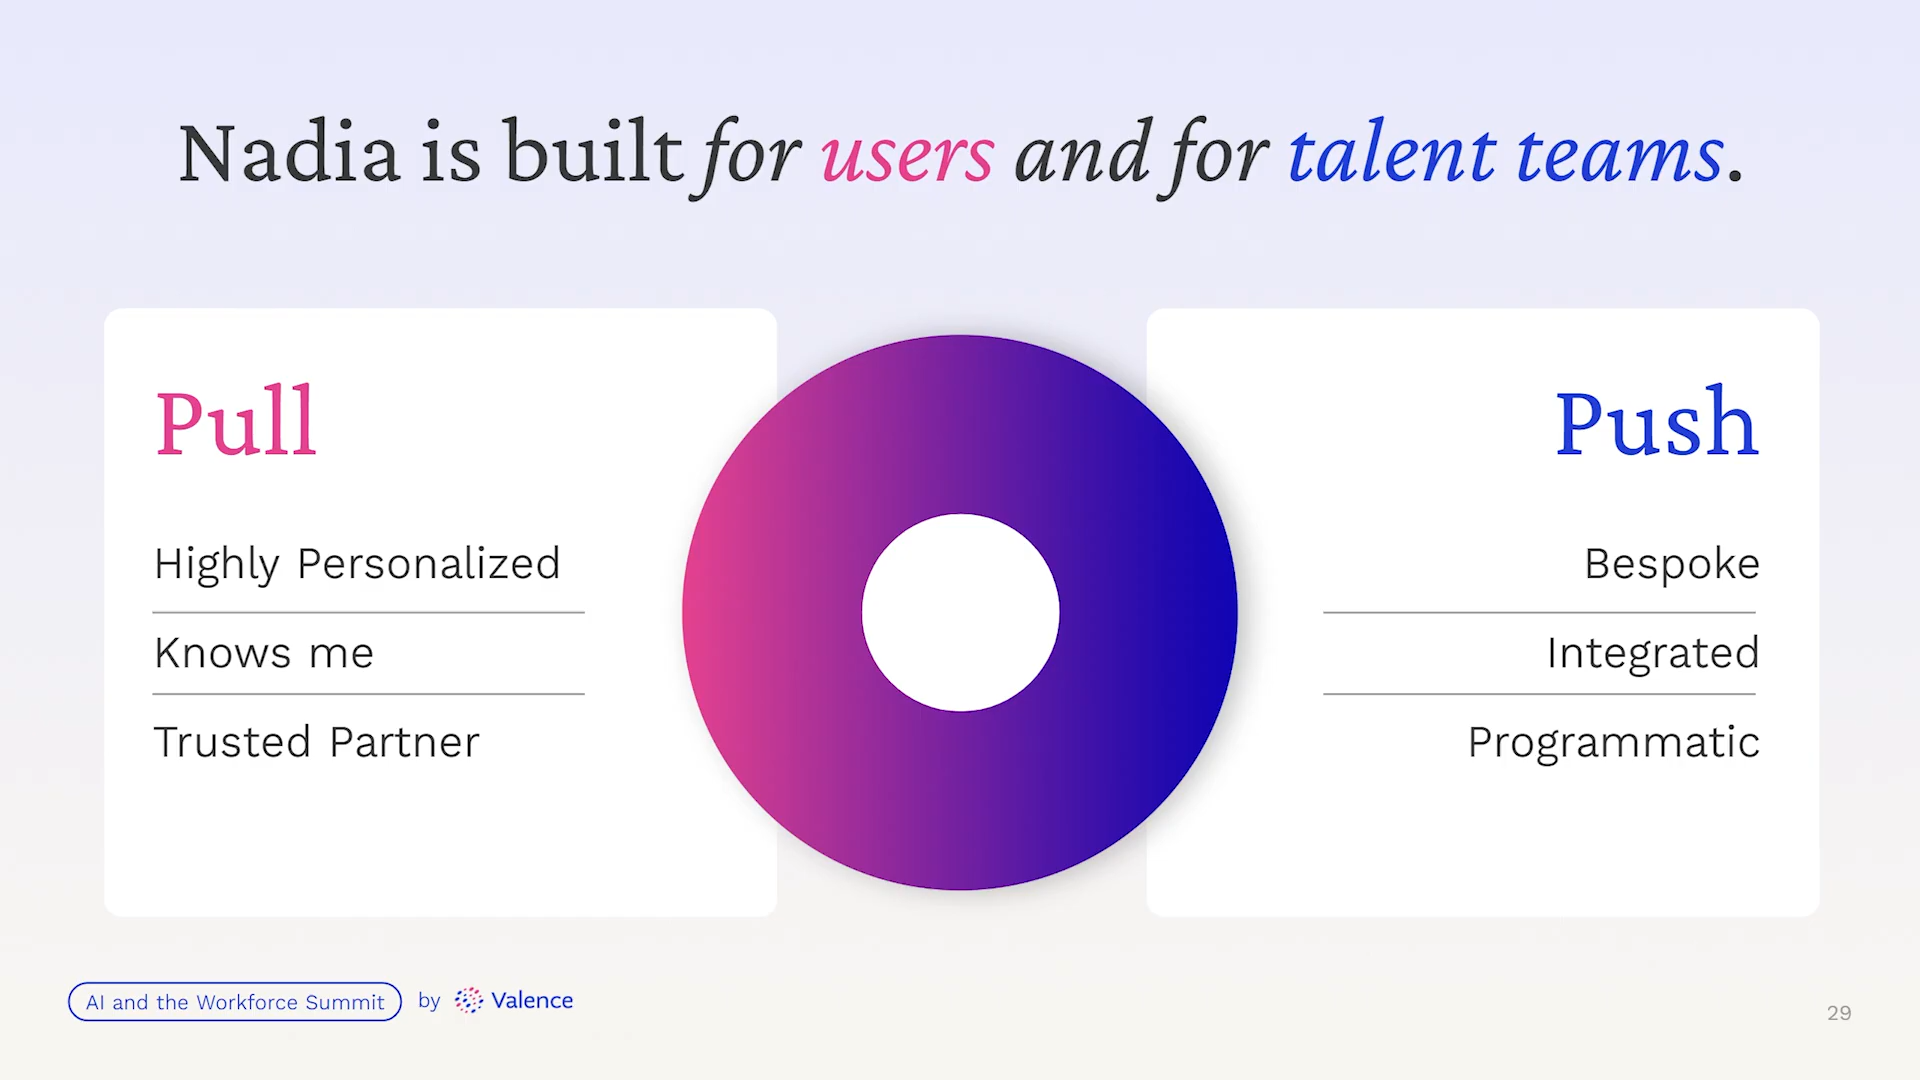 Nadia is built for users and for talent teams.
Pull
Highly Personalized
Knows me
Trusted Partner
Push
Bespoke
Integrated
Programmatic
AI and the Workforce Summit by Valence
29